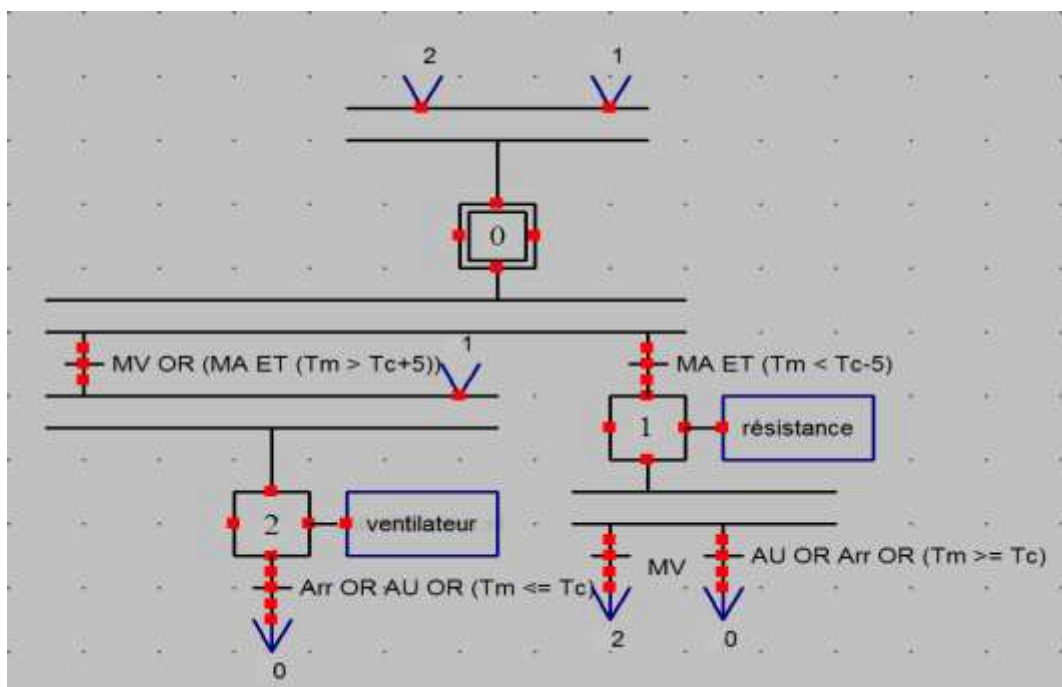 2 1
0
1
MV OR (MA ET (Tm > Tc+5))
MA ET (Tm < Tc-5)
1 résistance
2 ventilateur
MV
AU OR Arr OR (Tm >= Tc)
Arr OR AU OR (Tm <= Tc)
2 0
0